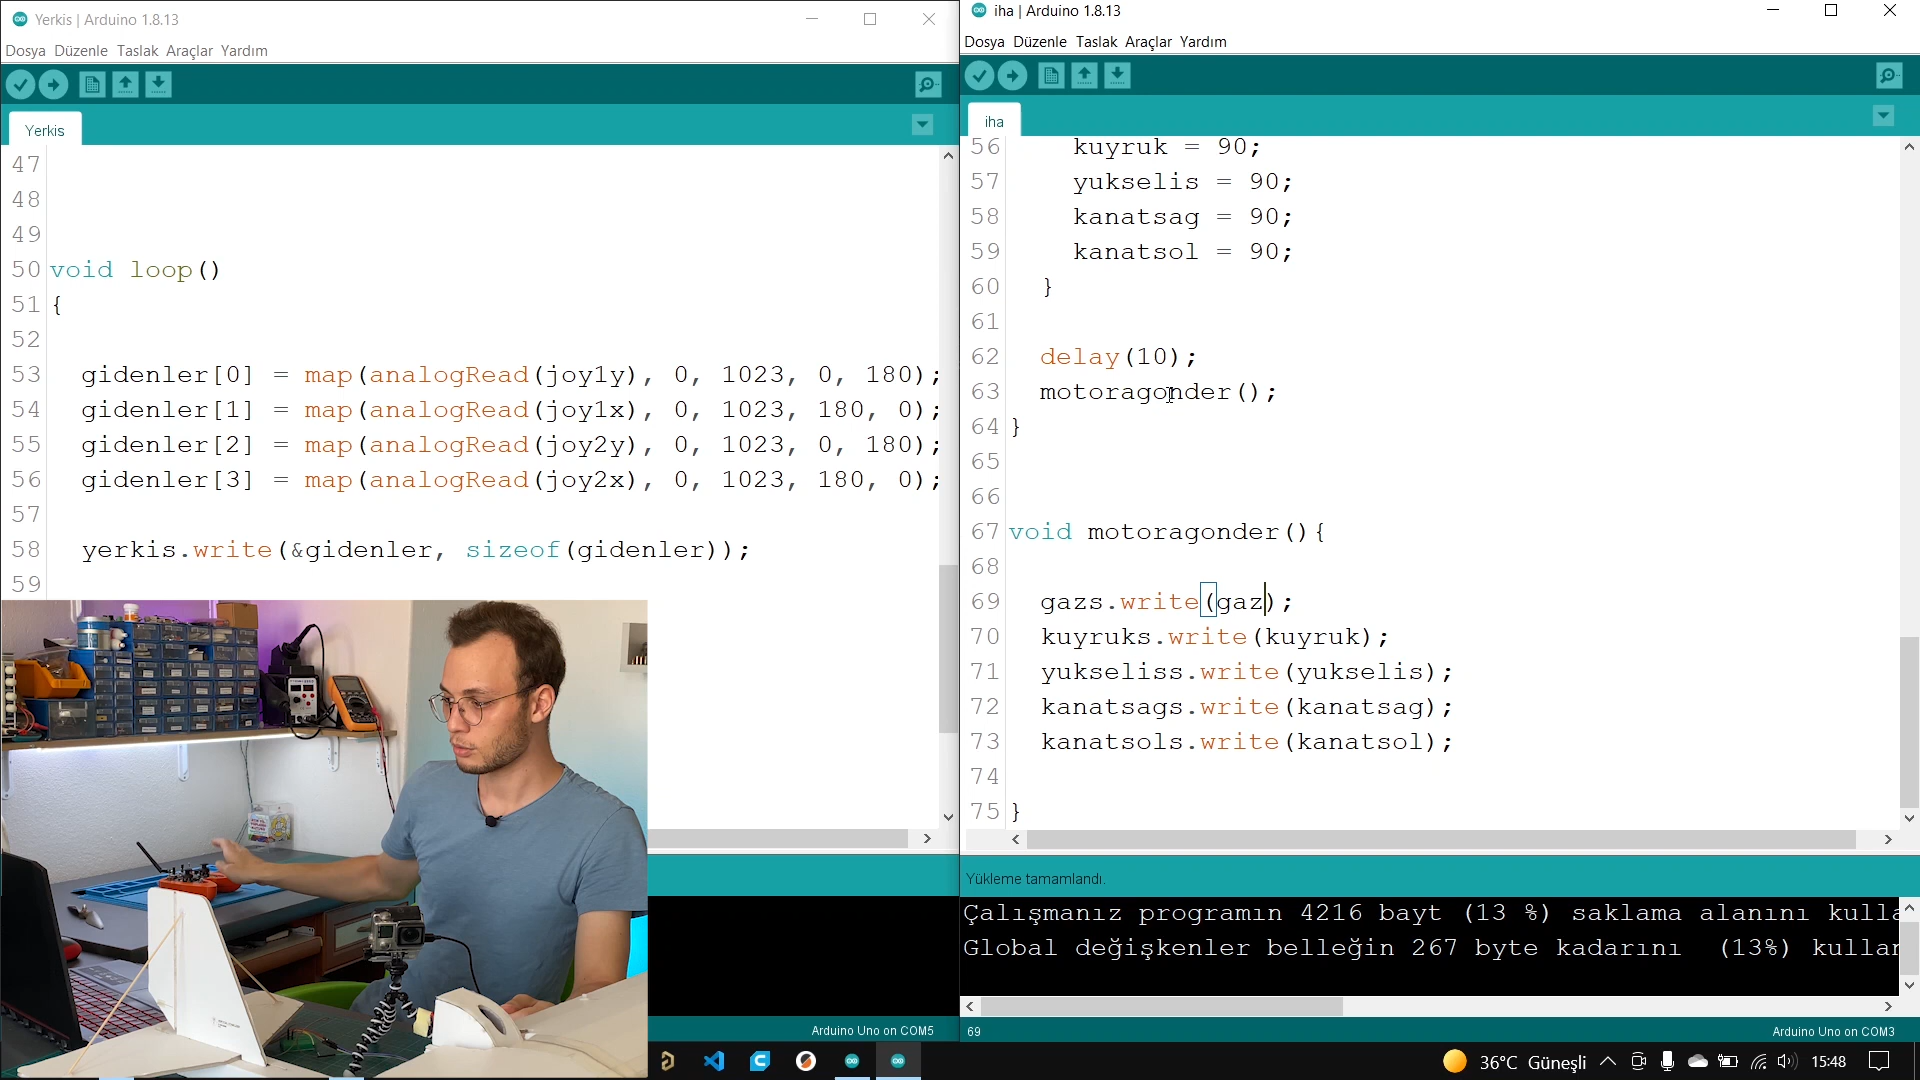 Yerkis | Arduino 1.8.13
Dosya Düzenle Taslak Araçlar Yardım
Yerkis
47
48
49
50 void loop()
51 {
52
53 gidenler[0] = map(analogRead(joy1y), 0, 1023, 0, 180);
54 gidenler[1] = map(analogRead(joy1x), 0, 1023, 180, 0);
55 gidenler[2] = map(analogRead(joy2y), 0, 1023, 0, 180);
56 gidenler[3] = map(analogRead(joy2x), 0, 1023, 180, 0);
57
58 yerkis.write(&gidenler, sizeof(gidenler));
59
Arduino Uno on COM5
iha | Arduino 1.8.13
Dosya Düzenle Taslak Araçlar Yardım
iha
56 kuyruk = 90;
57 yukselis = 90;
58 kanatsag = 90;
59 kanatsol = 90;
60 }
61
62 delay(10);
63 motoragonder();
64 }
65
66
67 void motoragonder(){
68
69 gazs.write(gaz);
70 kuyruks.write(kuyruk);
71 yukseliss.write(yukselis);
72 kanatsags.write(kanatsag);
73 kanatsols.write(kanatsol);
74
75 }
Yükleme tamamlandı.
Çalışmanız programın 4216 bayt (13 %) saklama alanını kulla
Global değişkenler belleğin 267 byte kadarını (13%) kullan
69
Arduino Uno on COM3
36°C Güneşli
15:48